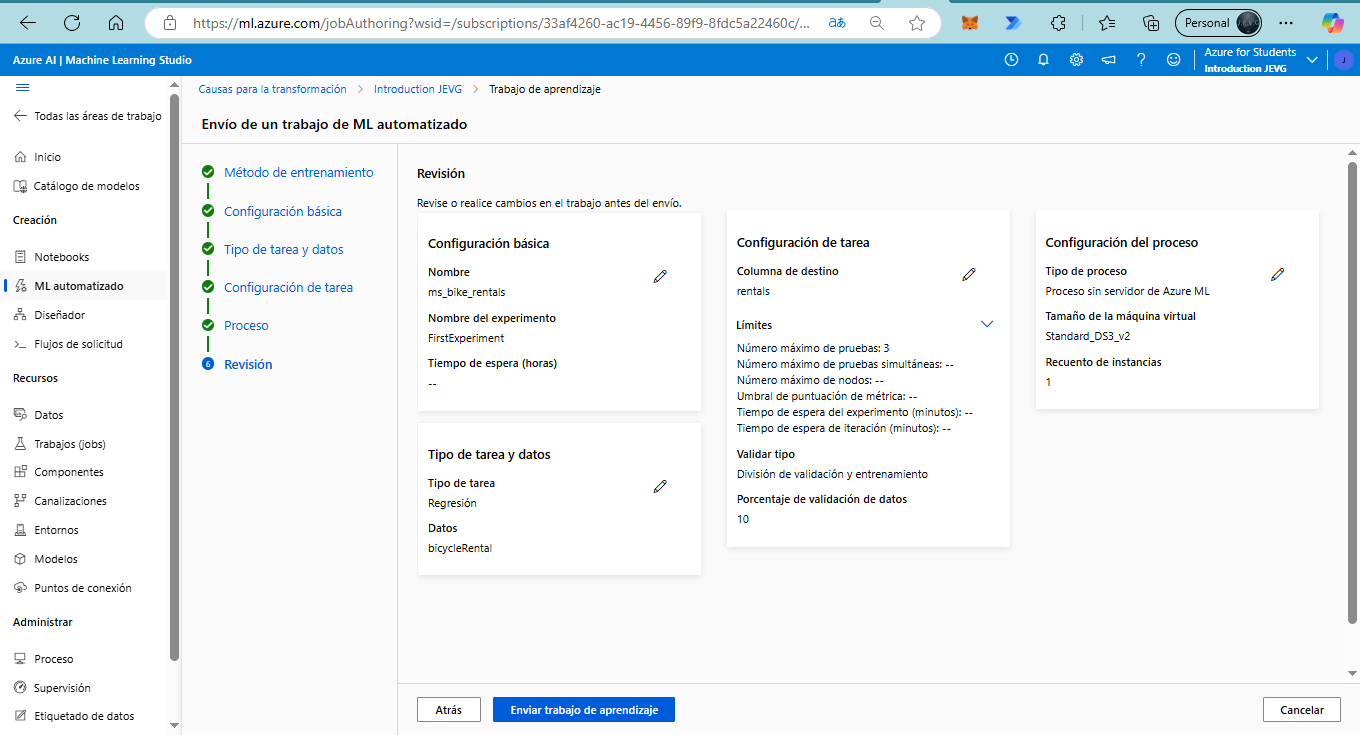 https://ml.azure.com/jobAuthoring?wsid=/subscriptions/33af4260-ac19-4456-89f9-8fdc5a22460c/...
aあ
Personal
Azure AI | Machine Learning Studio
Azure for Students
Introduction JEVG
J
Todas las áreas de trabajo
Inicio
Catálogo de modelos
Creación
Notebooks
ML automatizado
Diseñador
Flujos de solicitud
Recursos
Datos
Trabajos (jobs)
Componentes
Canalizaciones
Entornos
Modelos
Puntos de conexión
Administrar
Proceso
Supervisión
Etiquetado de datos
Causas para la transformación > Introduction JEVG > Trabajo de aprendizaje
Envío de un trabajo de ML automatizado
Método de entrenamiento
Configuración básica
Tipo de tarea y datos
Configuración de tarea
Proceso
6 Revisión
Revisión
Revise o realice cambios en el trabajo antes del envío.
Configuración básica
Nombre
ms_bike_rentals
Nombre del experimento
FirstExperiment
Tiempo de espera (horas)
--
Tipo de tarea y datos
Tipo de tarea
Regresión
Datos
bicycleRental
Configuración de tarea
Columna de destino
rentals
Límites
Número máximo de pruebas: 3
Número máximo de pruebas simultáneas: --
Número máximo de nodos: --
Umbral de puntuación de métrica: --
Tiempo de espera del experimento (minutos): --
Tiempo de espera de iteración (minutos): --
Validar tipo
División de validación y entrenamiento
Porcentaje de validación de datos
10
Configuración del proceso
Tipo de proceso
Proceso sin servidor de Azure ML
Tamaño de la máquina virtual
Standard_DS3_v2
Recuento de instancias
1
Atrás
Enviar trabajo de aprendizaje
Cancelar